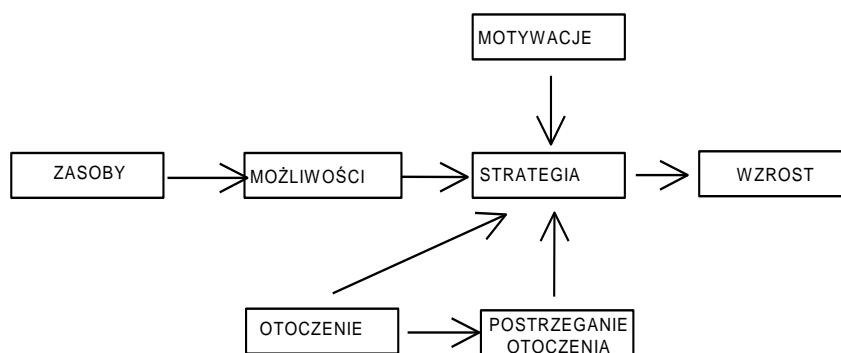 MOTYWACJE
ZASOBY
MOŻLIWOŚCI
STRATEGIA
WZROST
OTOCZENIE
POSTRZEGANIE
OTOCZENIA